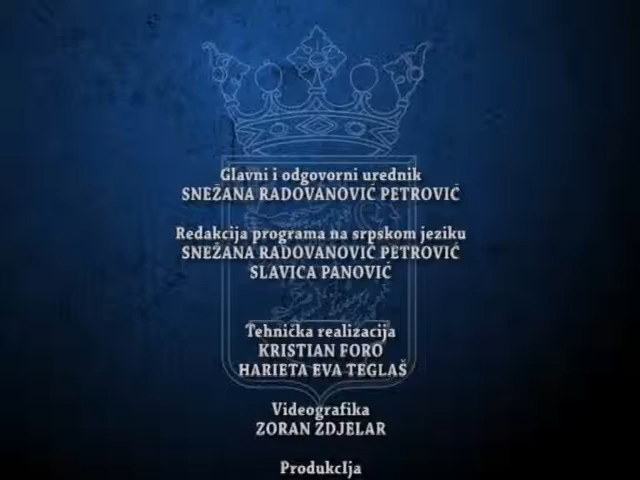 Glavni i odgovorni urednik
SNEŽANA RADOVANOVIĆ PETROVIĆ
Redakcija programa na srpskom jeziku
SNEŽANA RADOVANOVIĆ PETROVIĆ
SLAVICA PANOVIĆ
Tehnička realizacija
KRISTIAN FORO
HARIETA EVA TEGLAŠ
Videografika
ZORAN ZDJELAR
ProdukcIja